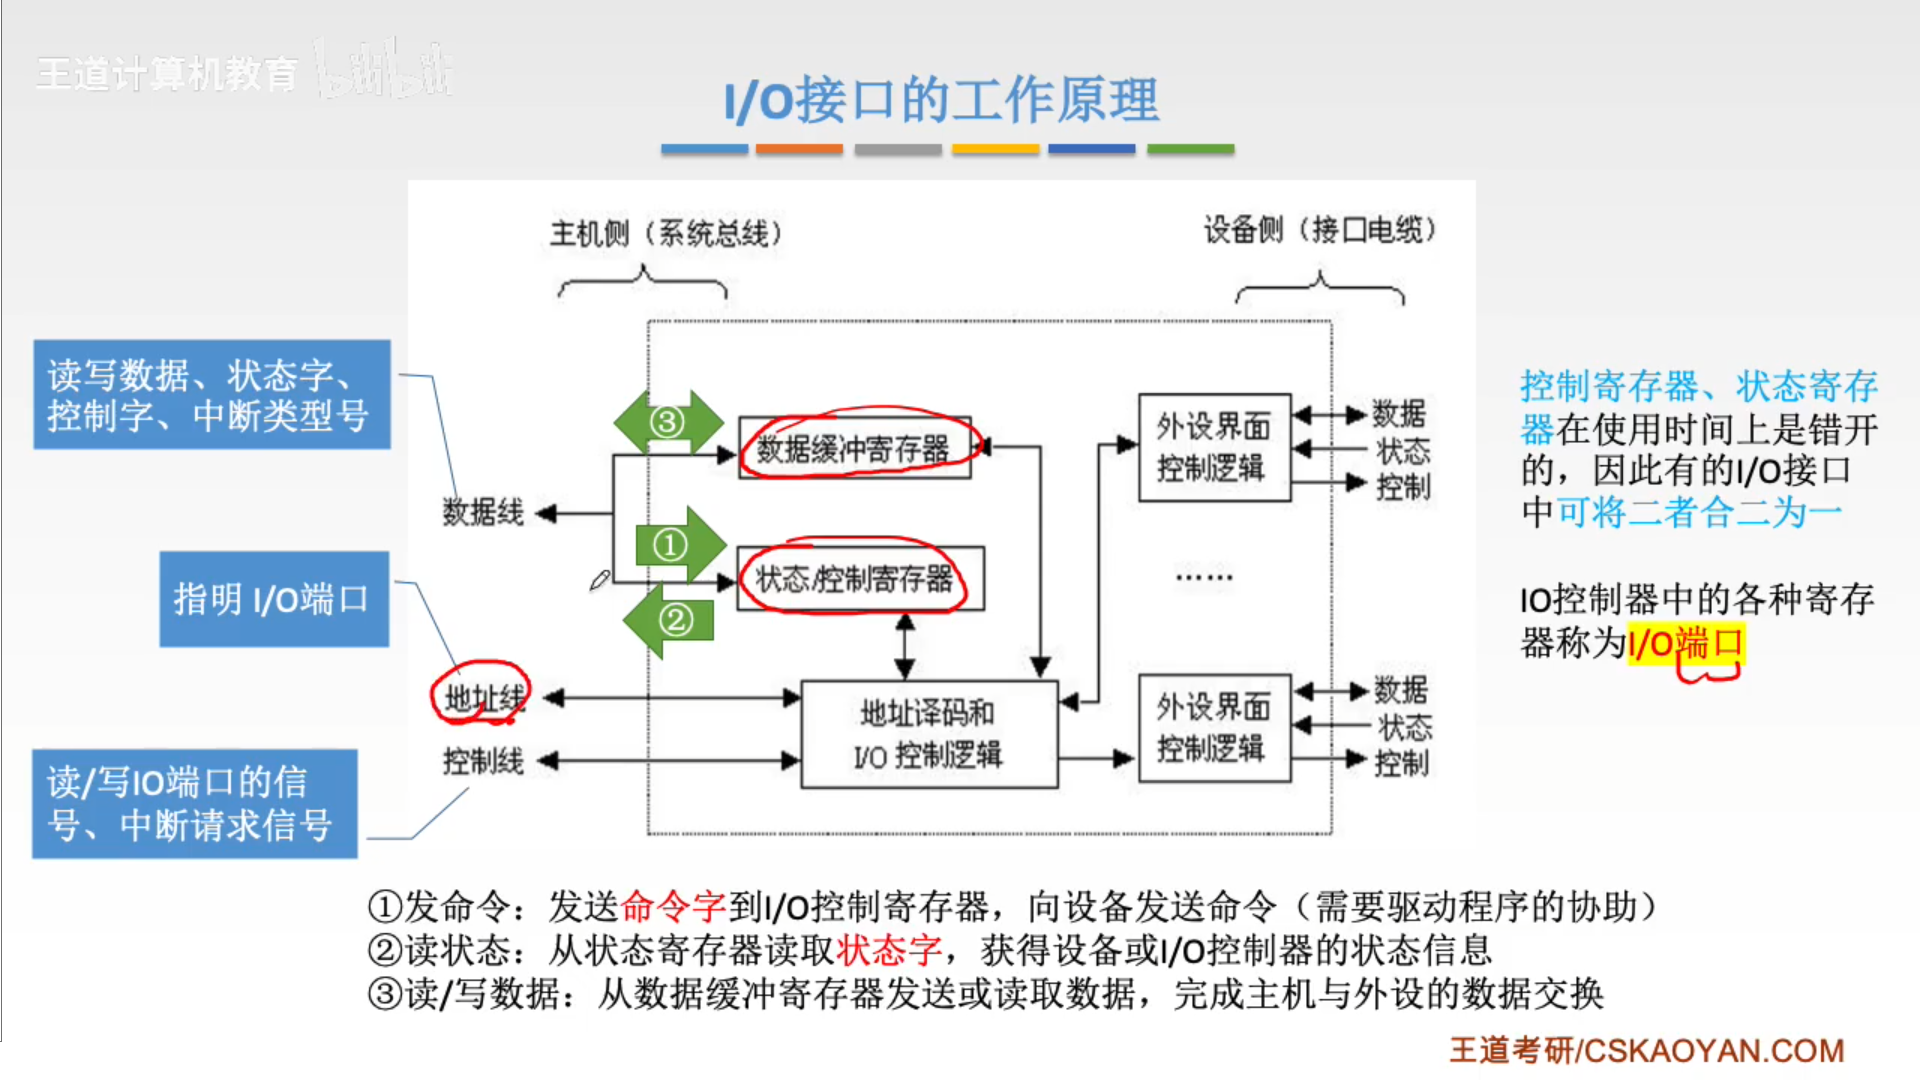 王道计算机教育 bilibili
I/O接口的工作原理
主机侧（系统总线）
设备侧（接口电缆）
读写数据、状态字、
控制字、中断类型号
③
数据缓冲寄存器
外设界面
控制逻辑
数据
状态
控制
数据线
①
状态/控制寄存器
②
……
指明 I/O端口
地址线
地址译码和
I/O 控制逻辑
外设界面
控制逻辑
数据
状态
控制
控制线
读/写IO端口的信
号、中断请求信号
控制寄存器、状态寄存
器在使用时间上是错开
的，因此有的I/O接口
中可将二者合二为一
IO控制器中的各种寄存
器称为I/O端口
①发命令：发送命令字到I/O控制寄存器，向设备发送命令（需要驱动程序的协助）
②读状态：从状态寄存器读取状态字，获得设备或I/O控制器的状态信息
③读/写数据：从数据缓冲寄存器发送或读取数据，完成主机与外设的数据交换
王道考研/CSKAOYAN.COM